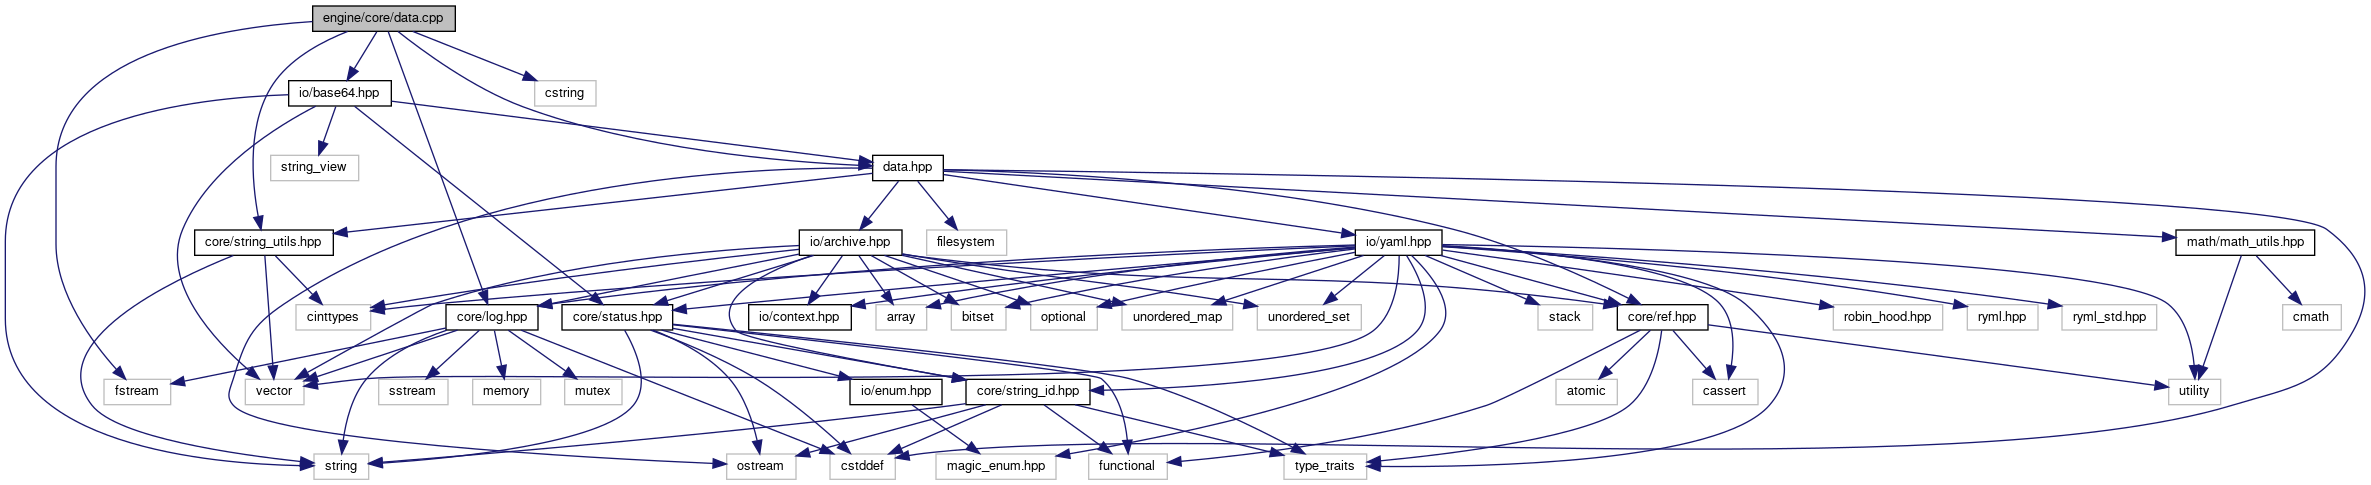 engine/core/data.cpp
io/base64.hpp
cstring
string_view
data.hpp
core/string_utils.hpp
io/archive.hpp
filesystem
io/yaml.hpp
math/math_utils.hpp
cinttypes
core/log.hpp
core/status.hpp
io/context.hpp
array
bitset
optional
unordered_map
unordered_set
stack
core/ref.hpp
robin_hood.hpp
ryml.hpp
ryml_std.hpp
cmath
fstream
vector
sstream
memory
mutex
io/enum.hpp
core/string_id.hpp
atomic
cassert
utility
string
ostream
cstddef
magic_enum.hpp
functional
type_traits